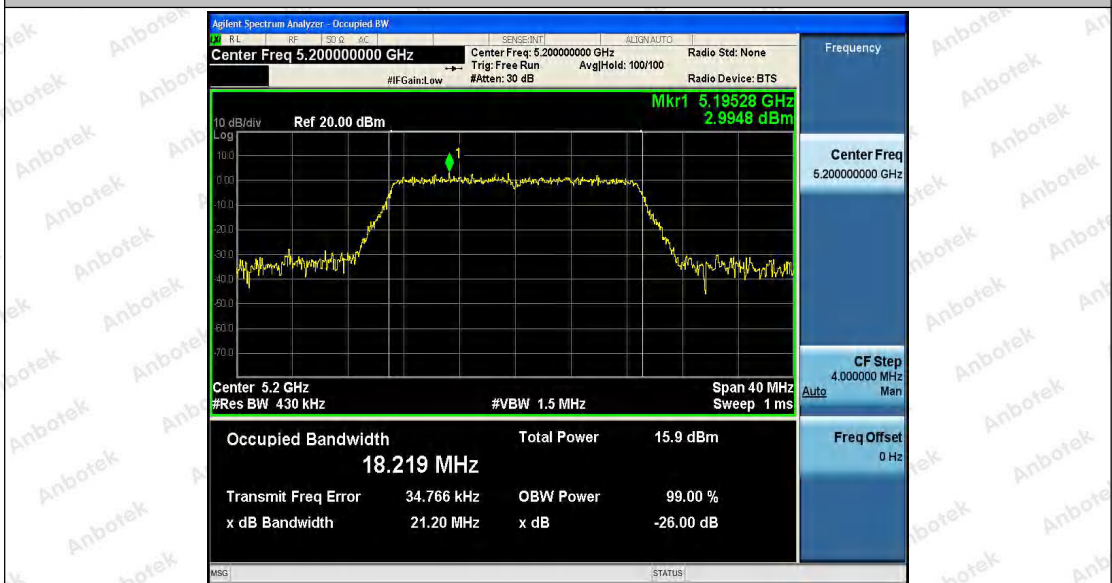 Agilent Spectrum Analyzer - Occupied BW
RL RF 50 Ω AC SENSE:INT ALIGN AUTO
Center Freq 5.200000000 GHz
Center Freq: 5.200000000 GHz Radio Std: None
Trig: Free Run Avg|Hold: 100/100
#IFGain:Low #Atten: 30 dB Radio Device: BTS
Mkr1 5.19528 GHz
2.9948 dBm
10 dB/div Ref 20.00 dBm
Log
10.0
0.00
-10.0
-20.0
-30.0
-40.0
-50.0
-60.0
-70.0
1
Center 5.2 GHz Span 40 MHz
#Res BW 430 kHz #VBW 1.5 MHz Sweep 1 ms
Occupied Bandwidth Total Power 15.9 dBm
18.219 MHz
Transmit Freq Error 34.766 kHz OBW Power 99.00 %
x dB Bandwidth 21.20 MHz x dB -26.00 dB
MSG STATUS
Frequency
Center Freq
5.200000000 GHz
CF Step
4.000000 MHz
Auto Man
Freq Offset
0 Hz
Anbotek